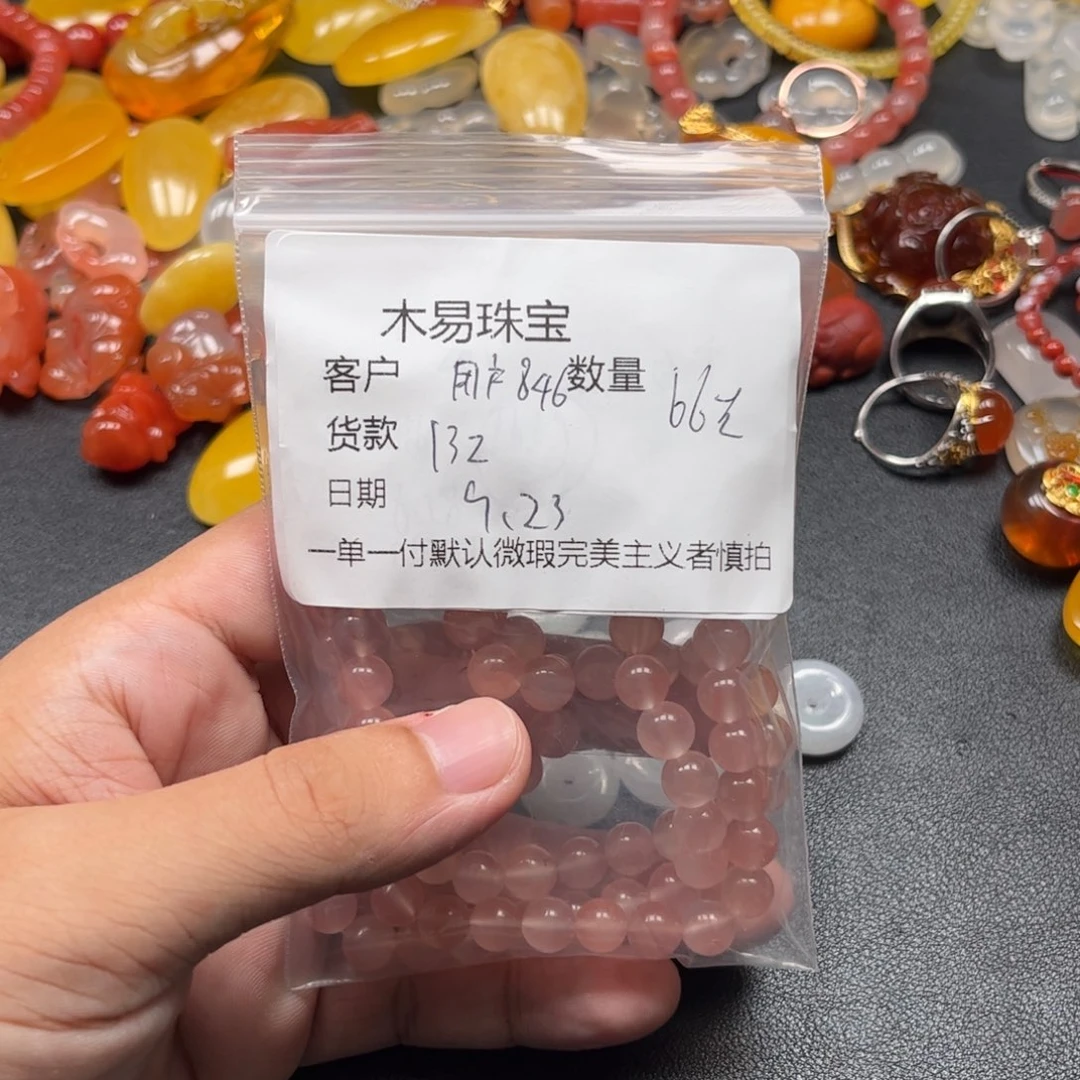 木易珠宝
客户 用户846 数量 66元
货款 132
日期 9.23
一单一付默认微瑕完美主义者慎拍